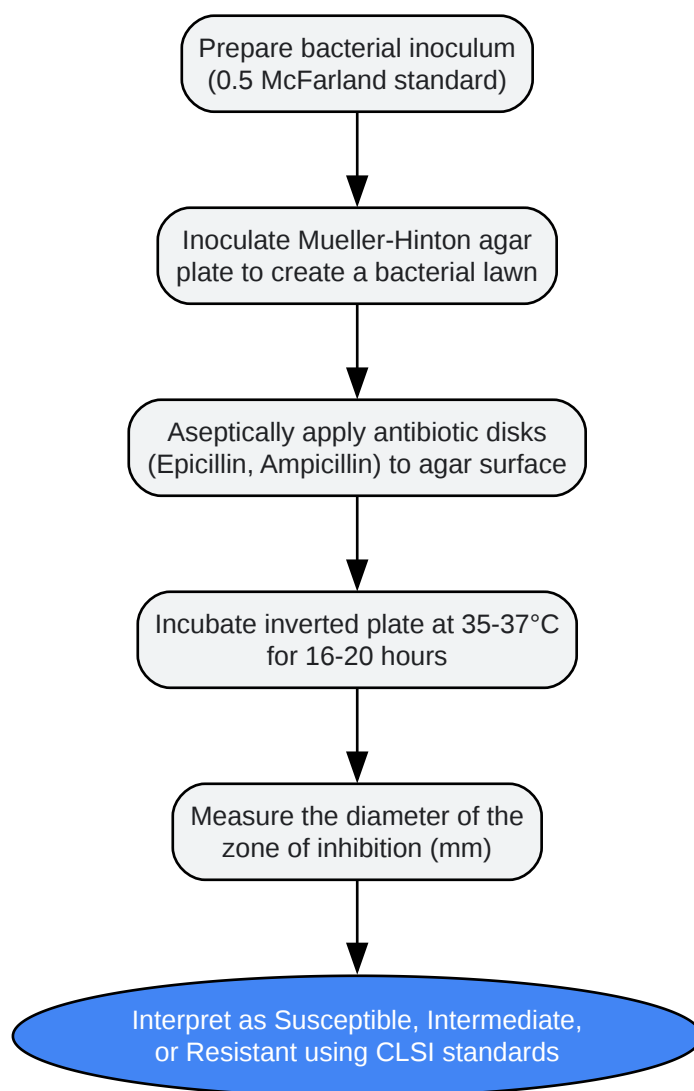 Prepare bacterial inoculum
(0.5 McFarland standard)
Inoculate Mueller-Hinton agar
plate to create a bacterial lawn
Aseptically apply antibiotic disks
(Epicillin, Ampicillin) to agar surface
Incubate inverted plate at 35-37°C
for 16-20 hours
Measure the diameter of the
zone of inhibition (mm)
Interpret as Susceptible, Intermediate,
or Resistant using CLSI standards